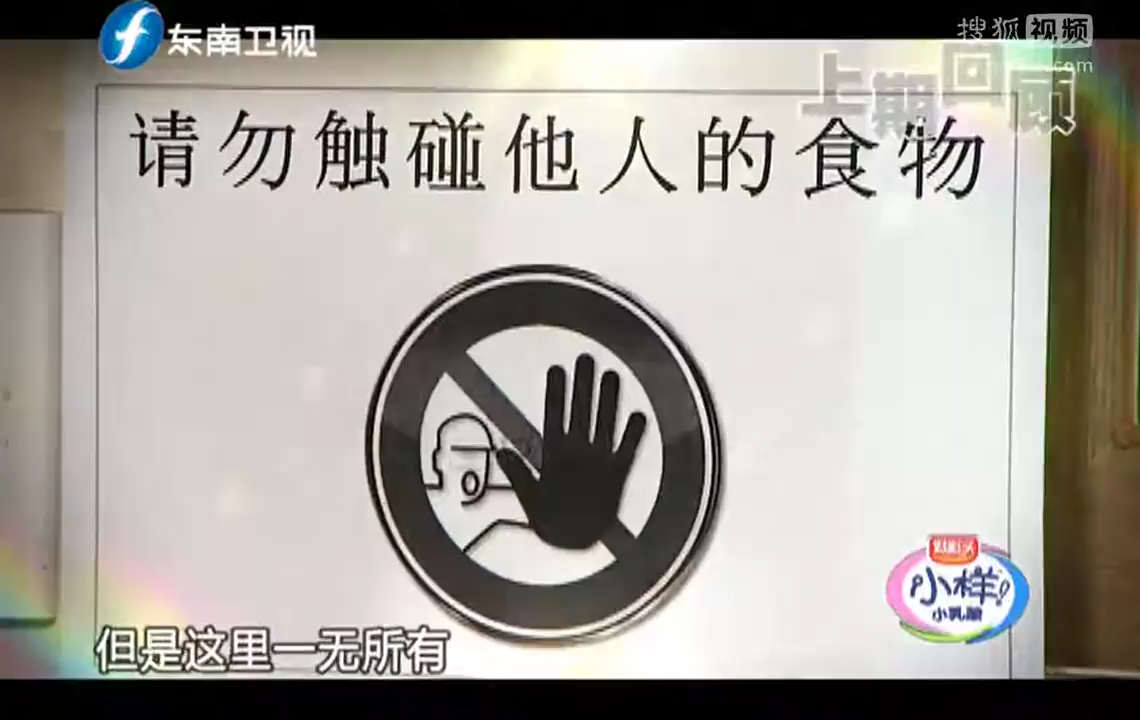 东南卫视
搜狐视频
.com
上期回顾
请勿触碰他人的食物
小样!
小乳酸
但是这里一无所有